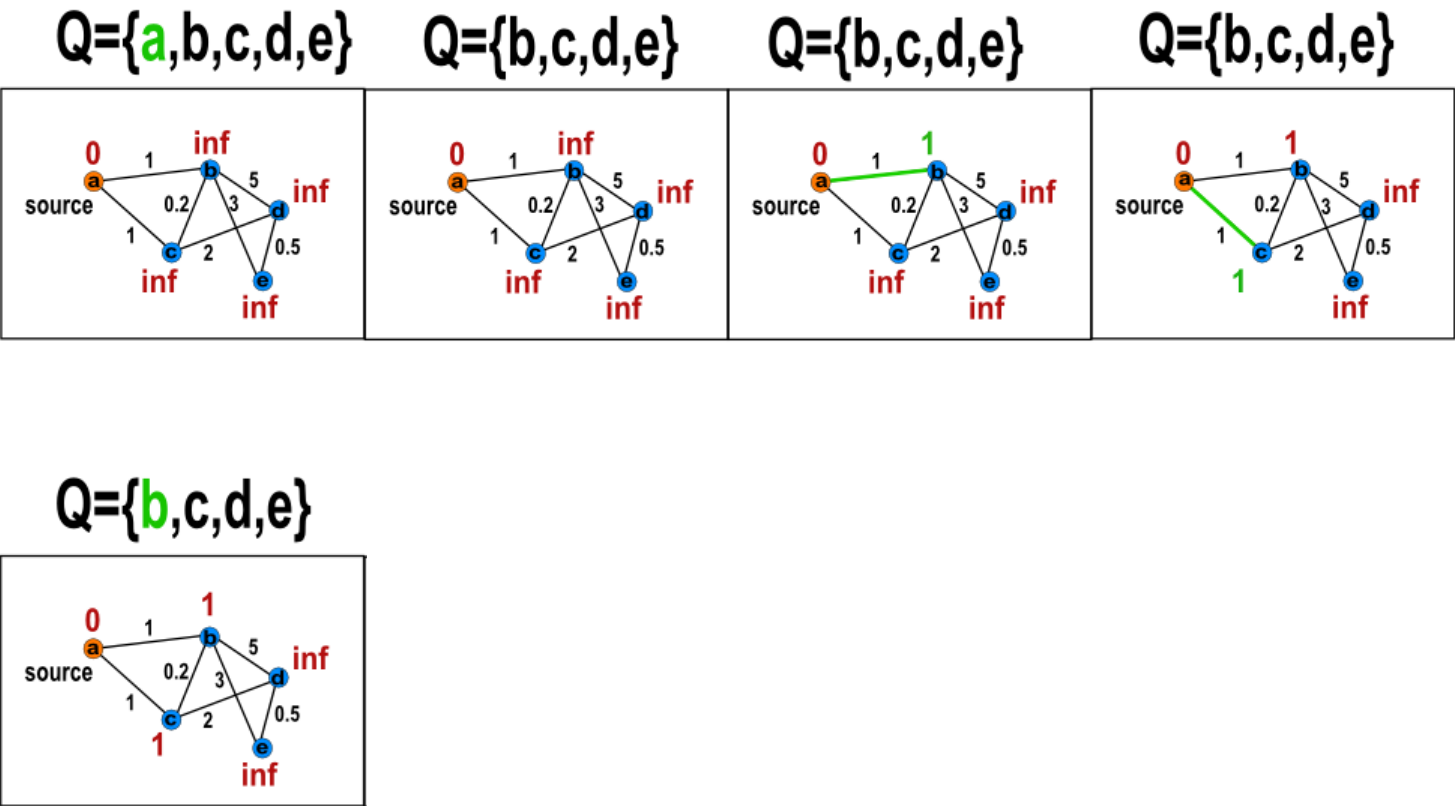 Q={a,b,c,d,e} Q={b,c,d,e} Q={b,c,d,e} Q={b,c,d,e}
0 1 inf
a b 5 inf
source 0.2 3 d
1 c 2 0.5
inf e
inf
0 1 inf
a b 5 inf
source 0.2 3 d
1 c 2 0.5
inf e
inf
0 1 1
a b 5 inf
source 0.2 3 d
1 c 2 0.5
inf e
inf
0 1 1
a b 5 inf
source 0.2 3 d
1 c 2 0.5
1 e
inf
Q={b,c,d,e}
0 1 1
a b 5 inf
source 0.2 3 d
1 c 2 0.5
1 e
inf